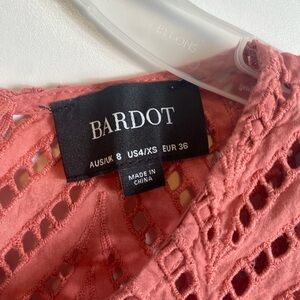 BARDOT
AUS/UK 8 US4/XS EUR 36
MADE IN
CHINA